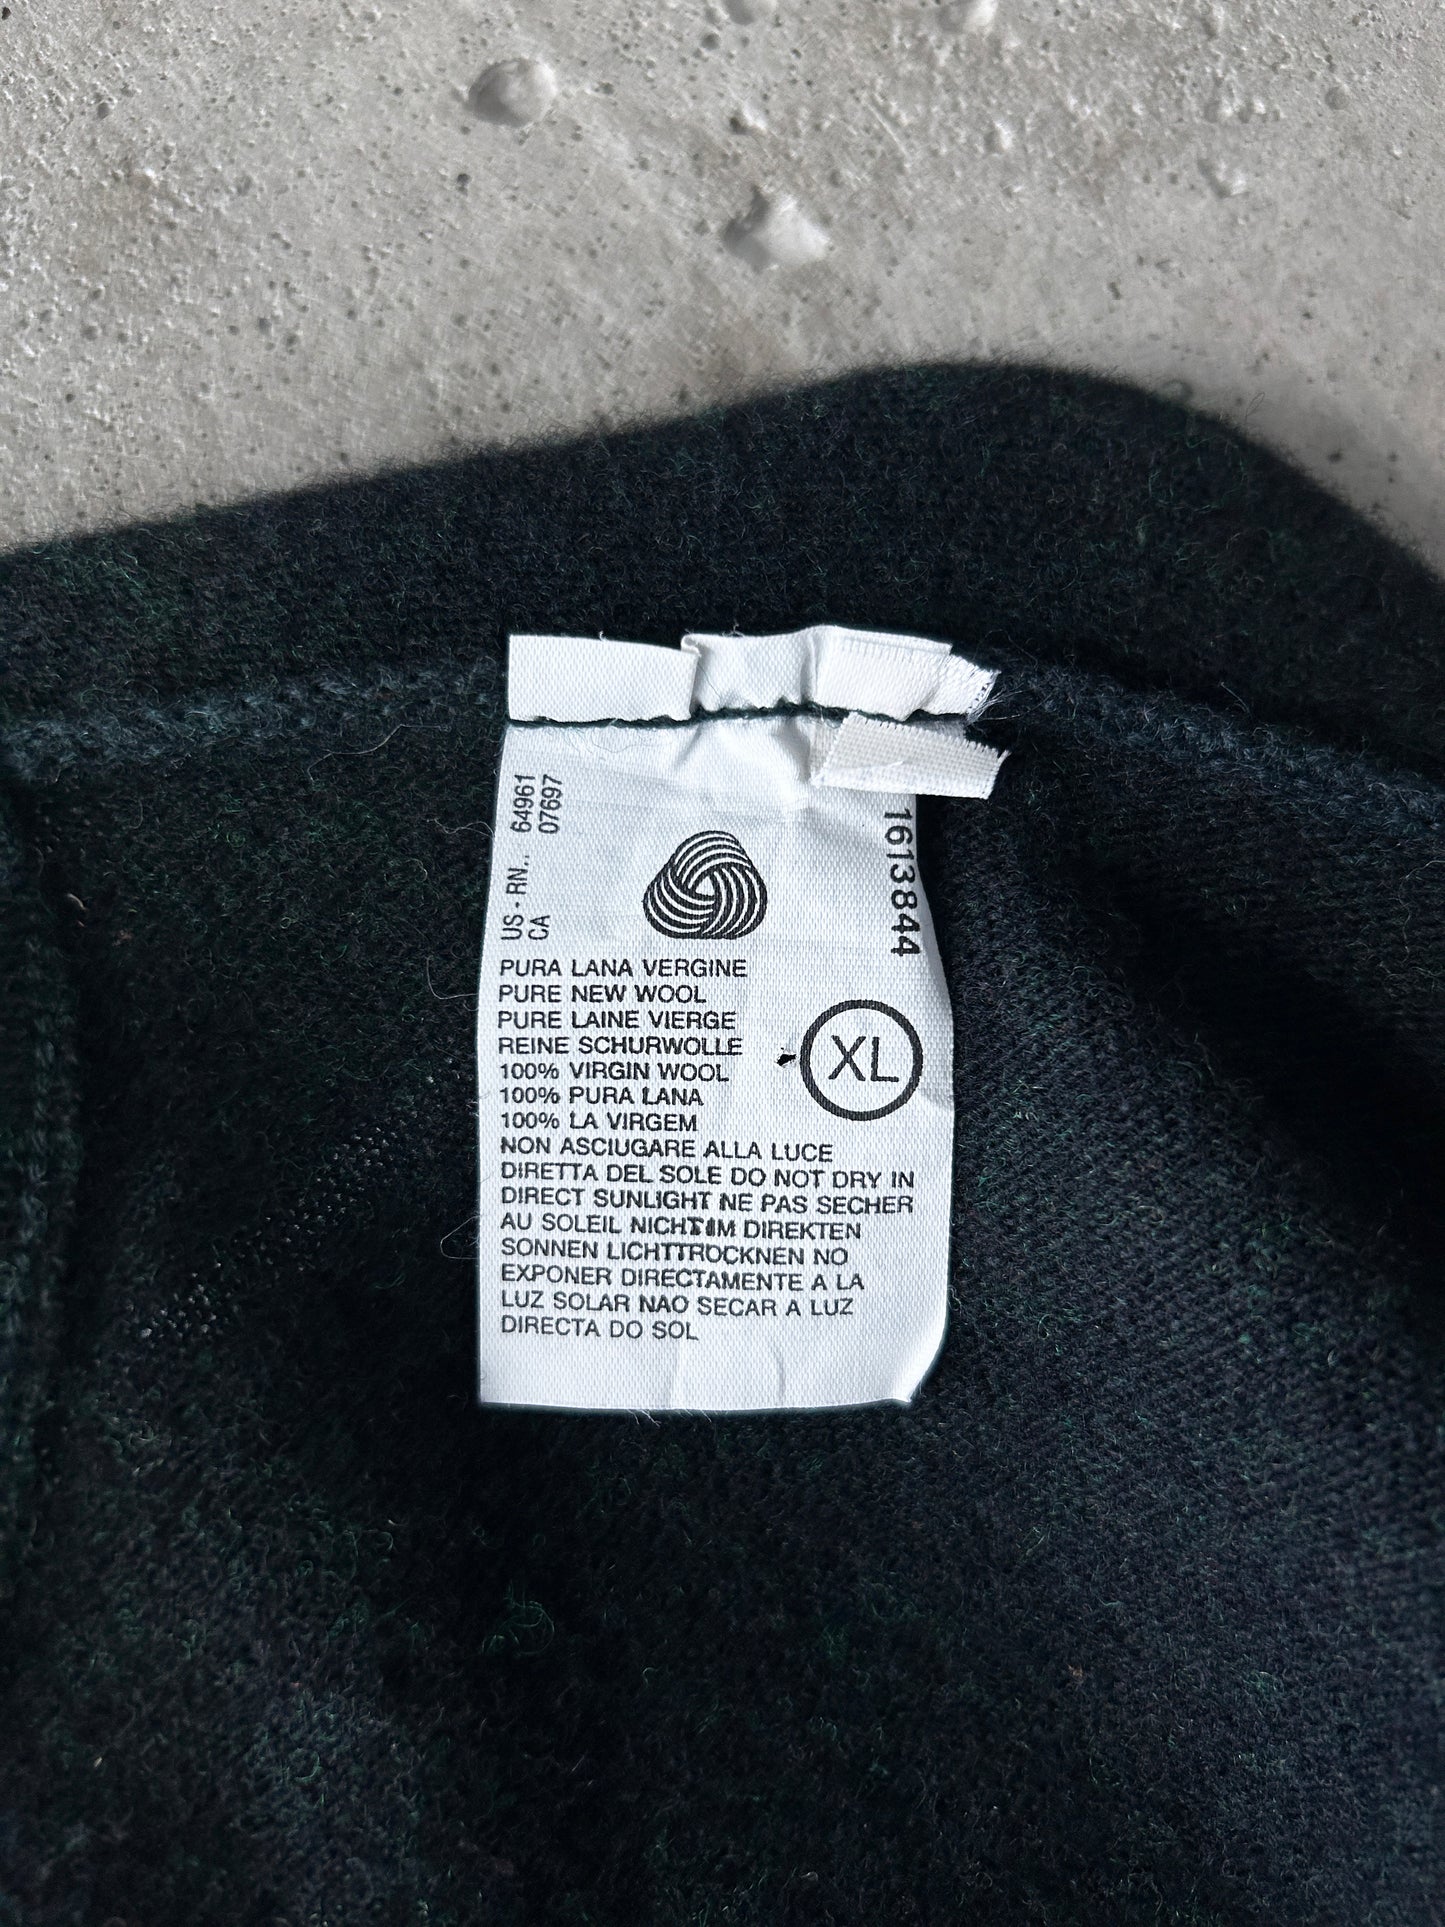 US - RN.. 64961
CA 07697
1613844
PURA LANA VERGINE
PURE NEW WOOL
PURE LAINE VIERGE
REINE SCHURWOLLE
100% VIRGIN WOOL
100% PURA LANA
100% LA VIRGEM
XL
NON ASCIUGARE ALLA LUCE
DIRETTA DEL SOLE DO NOT DRY IN
DIRECT SUNLIGHT NE PAS SECHER
AU SOLEIL NICHT IM DIREKTEN
SONNEN LICHTTROCKNEN NO
EXPONER DIRECTAMENTE A LA
LUZ SOLAR NAO SECAR A LUZ
DIRECTA DO SOL